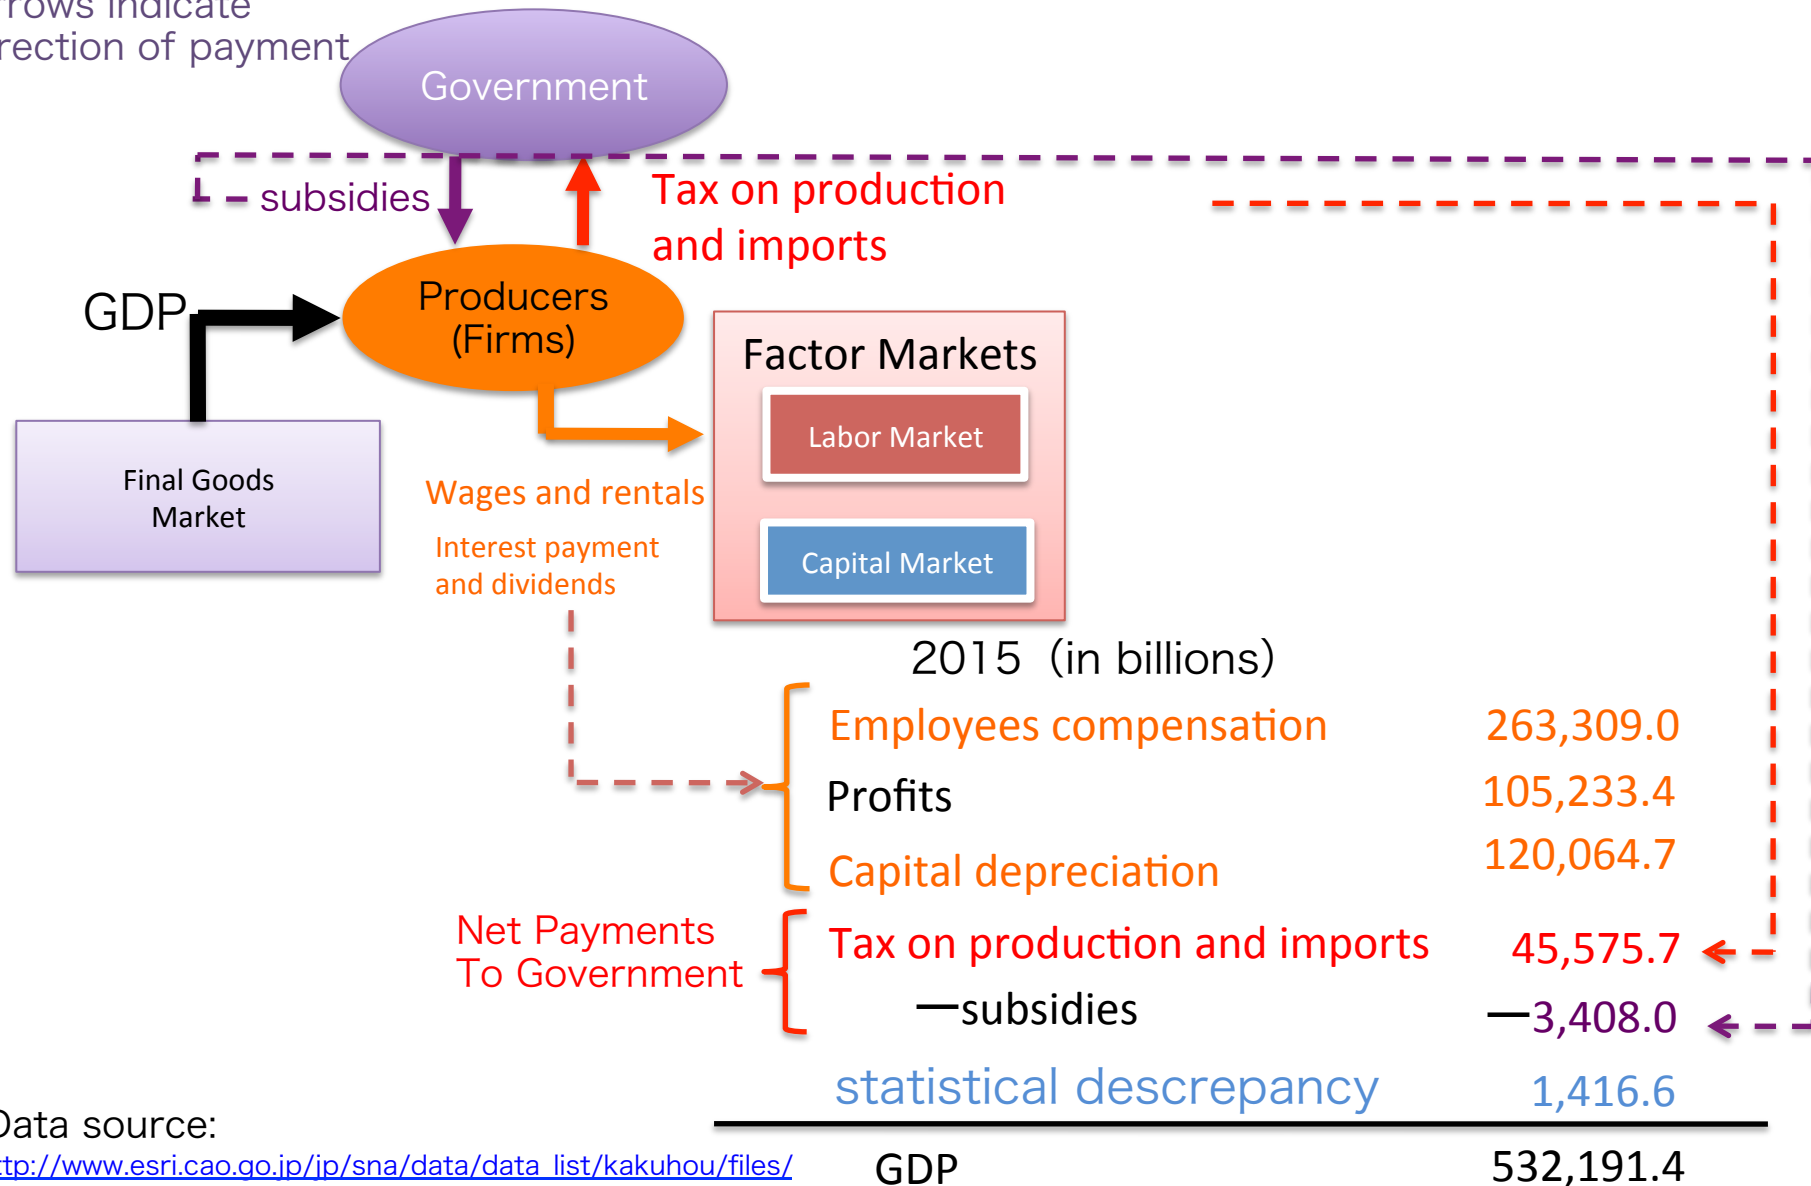 rrows indicate
rection of payment
Government
subsidies
Tax on production
and imports
GDP
Producers
(Firms)
Factor Markets
Labor Market
Final Goods
Market
Wages and rentals
Interest payment
and dividends
Capital Market
2015 (in billions)
Employees compensation 263,309.0
Profits 105,233.4
Capital depreciation 120,064.7
Net Payments
To Government
Tax on production and imports 45,575.7
—subsidies —3,408.0
statistical descrepancy 1,416.6
Data source:
ttp://www.esri.cao.go.jp/jp/sna/data/data_list/kakuhou/files/
GDP 532,191.4